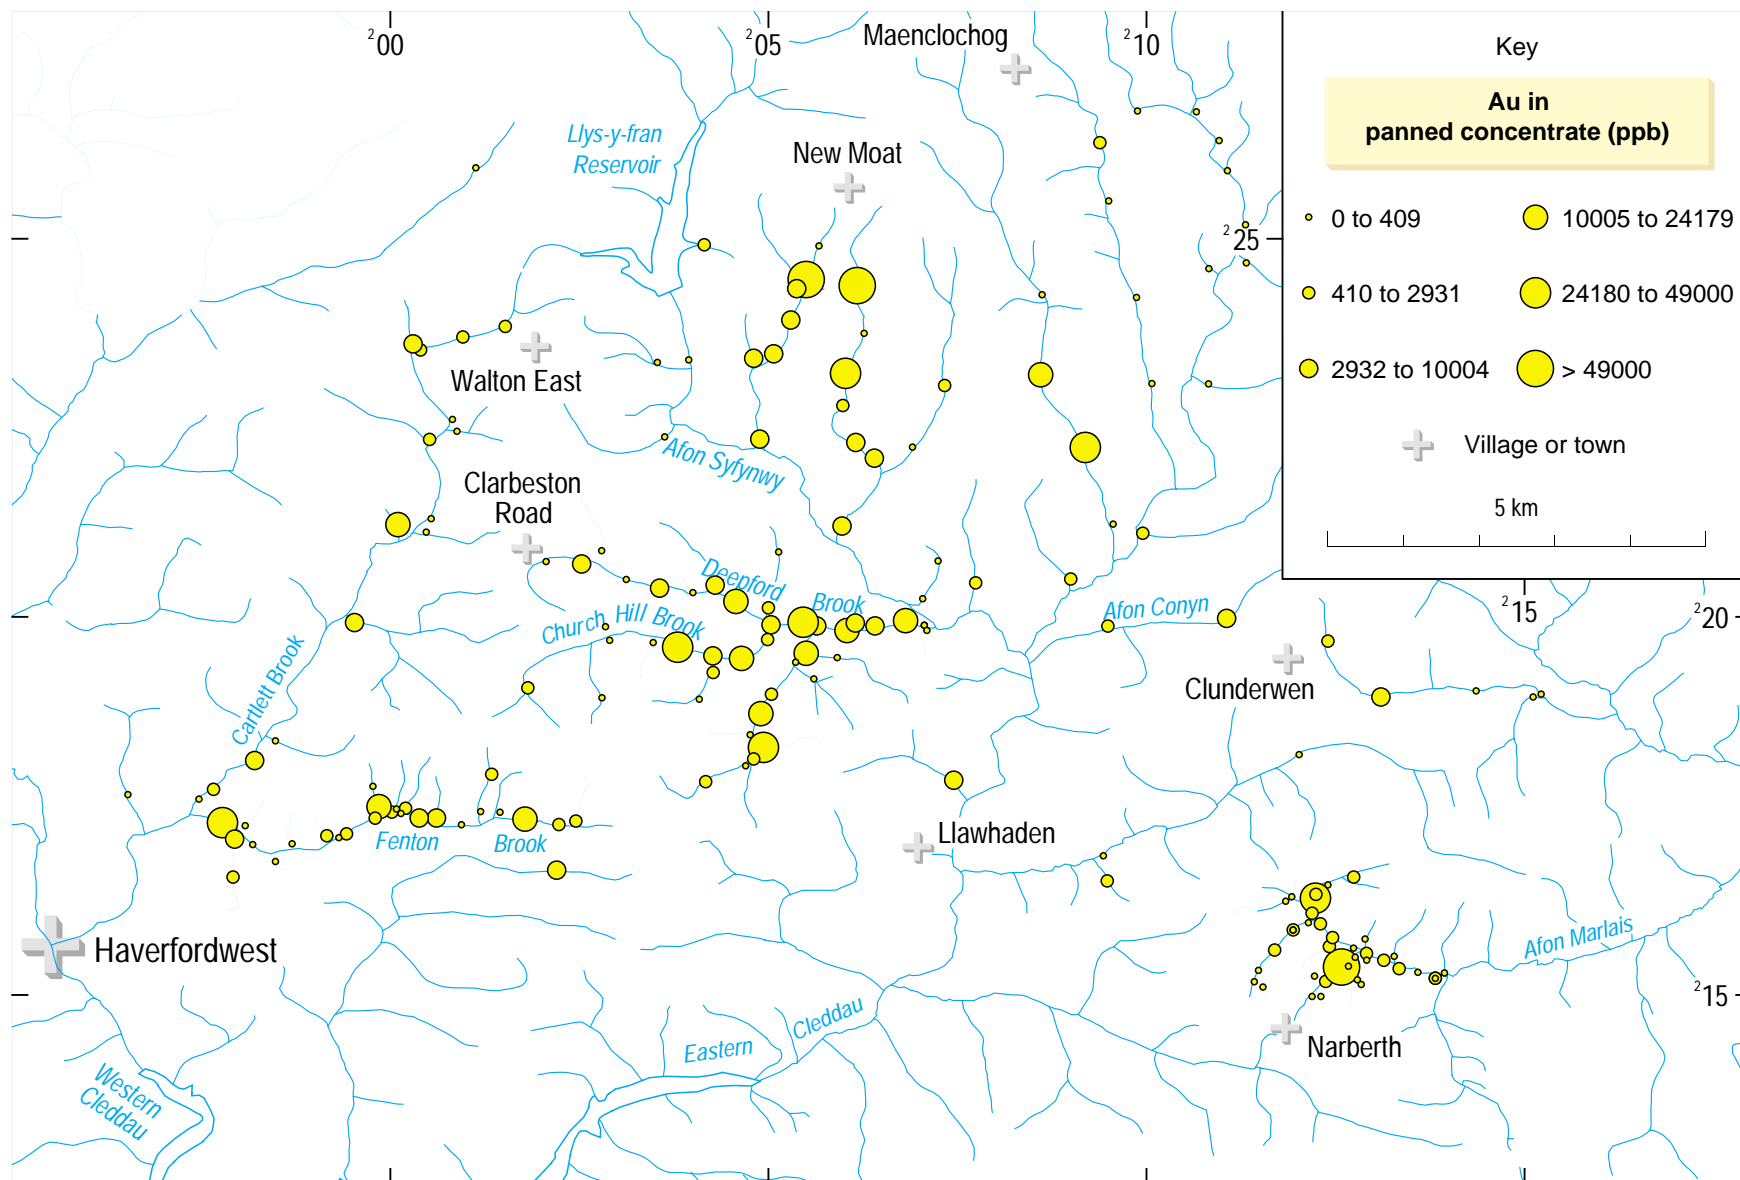 ²00
²05
²10
Maenclochog
Key
Au in
panned concentrate (ppb)
Llys-y-fran
Reservoir
New Moat
0 to 409
10005 to 24179
²25
410 to 2931
24180 to 49000
Walton East
2932 to 10004
> 49000
Village or town
Afon Syfynwy
Clarbeston
Road
5 km
Deepford
Brook
Church Hill Brook
Afon Conyn
²15
²20
Cartlett Brook
Clunderwen
Fenton
Brook
Llawhaden
Haverfordwest
Afon Marlais
²15
Cleddau
Eastern
Narberth
Western
Cleddau